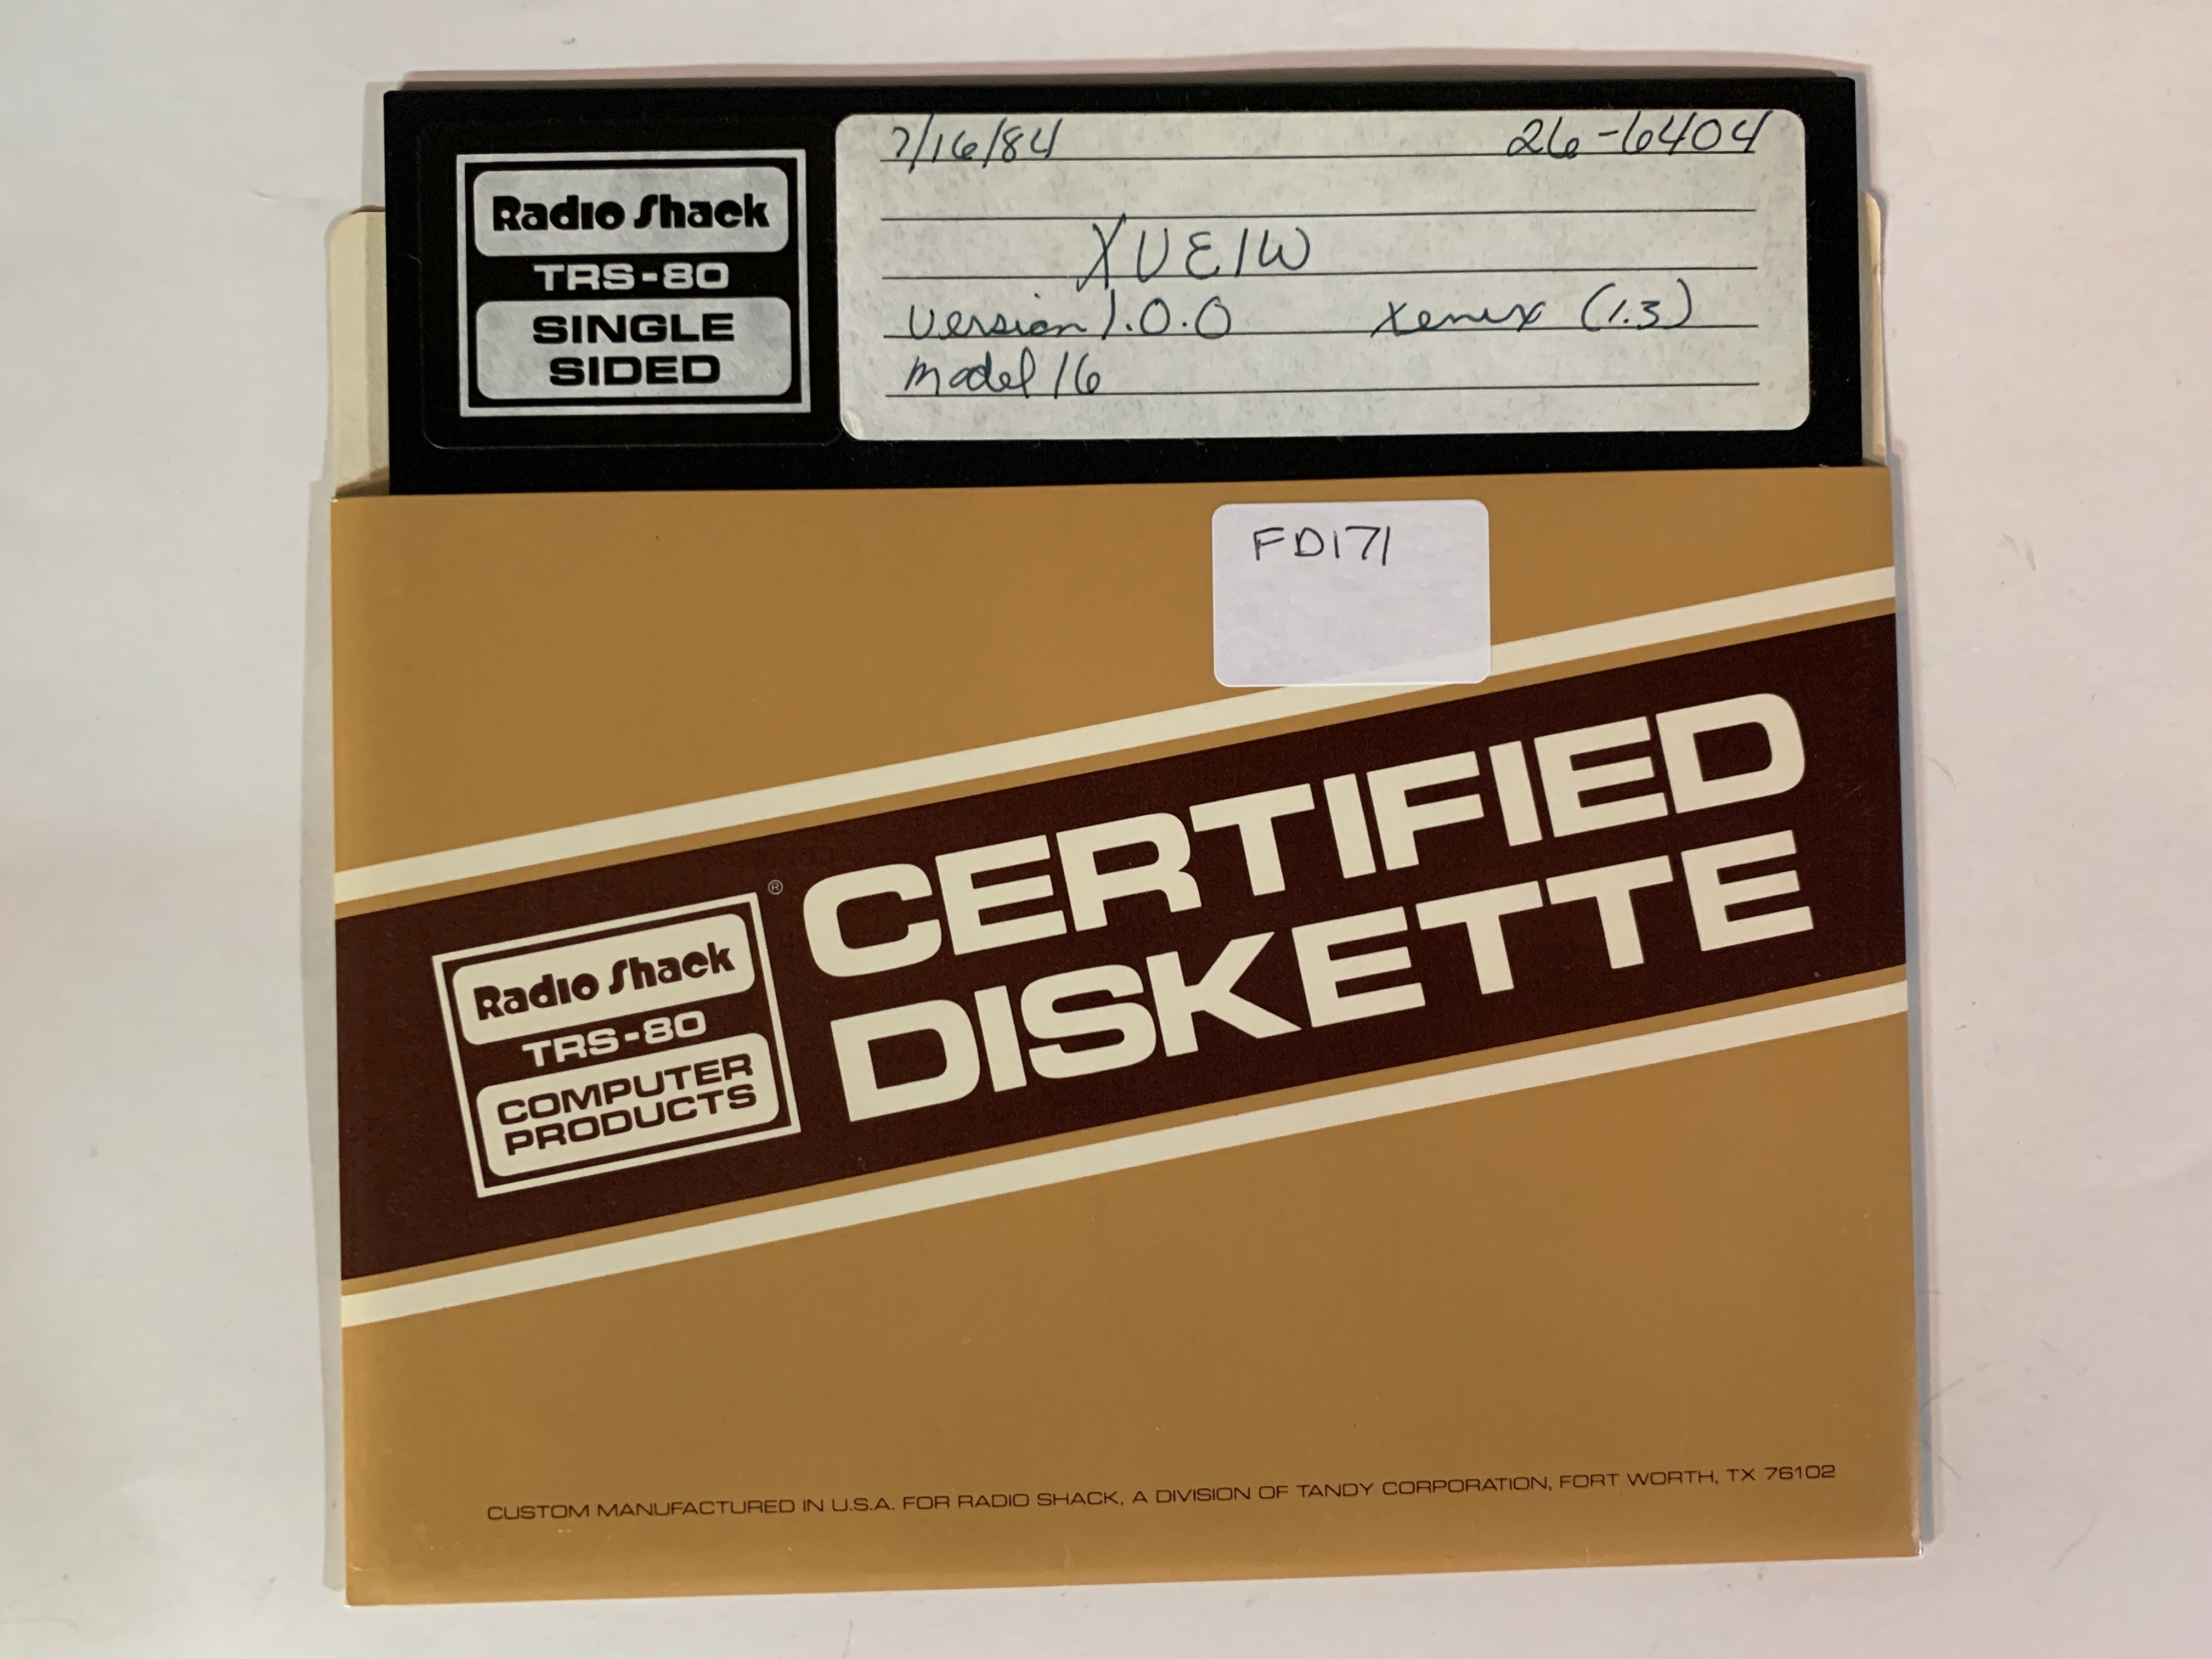 7/16/84 26-6404
XVEIW
Version 1.0.0 Xenix (1.3)
Model 16
Radio Shack
TRS-80
SINGLE
SIDED
FD171
CERTIFIED
DISKETTE
®
Radio Shack
TRS-80
COMPUTER
PRODUCTS
CUSTOM MANUFACTURED IN U.S.A. FOR RADIO SHACK, A DIVISION OF TANDY CORPORATION, FORT WORTH, TX 76102